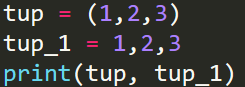 tup = (1,2,3)
tup_1 = 1,2,3
print(tup, tup_1)